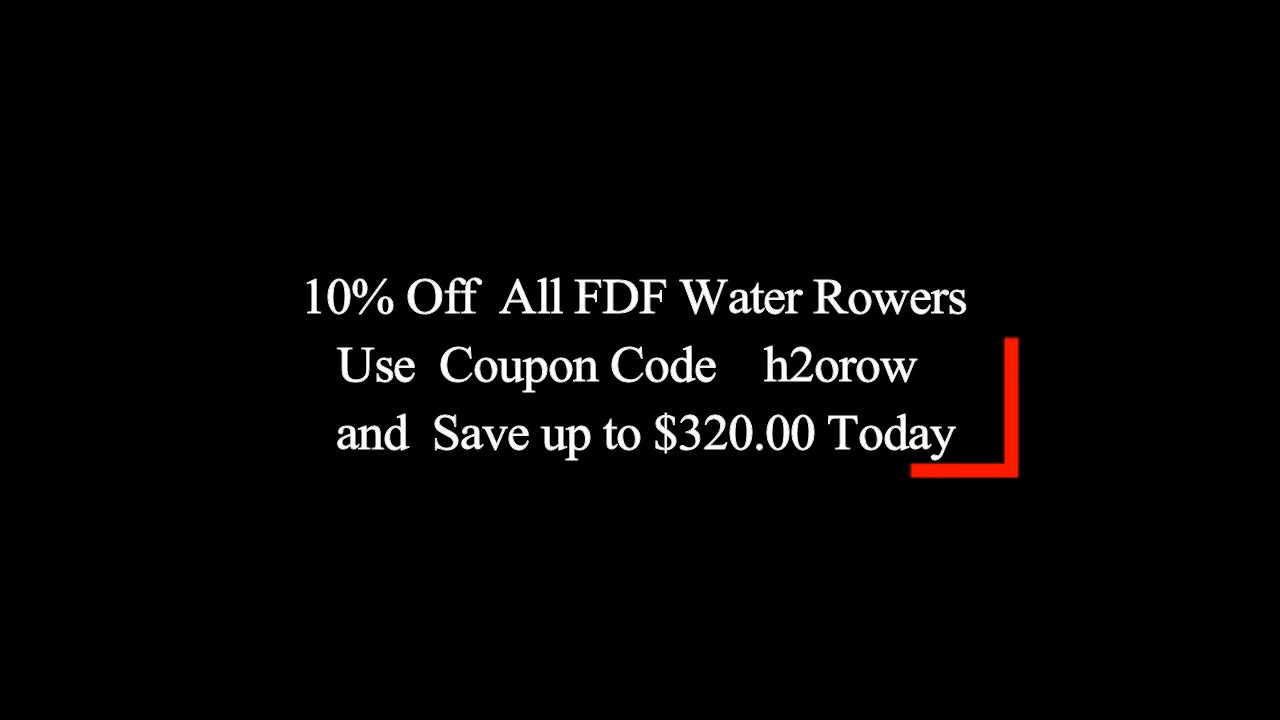 10% Off All FDF Water Rowers
Use Coupon Code h2orow
and Save up to $320.00 Today